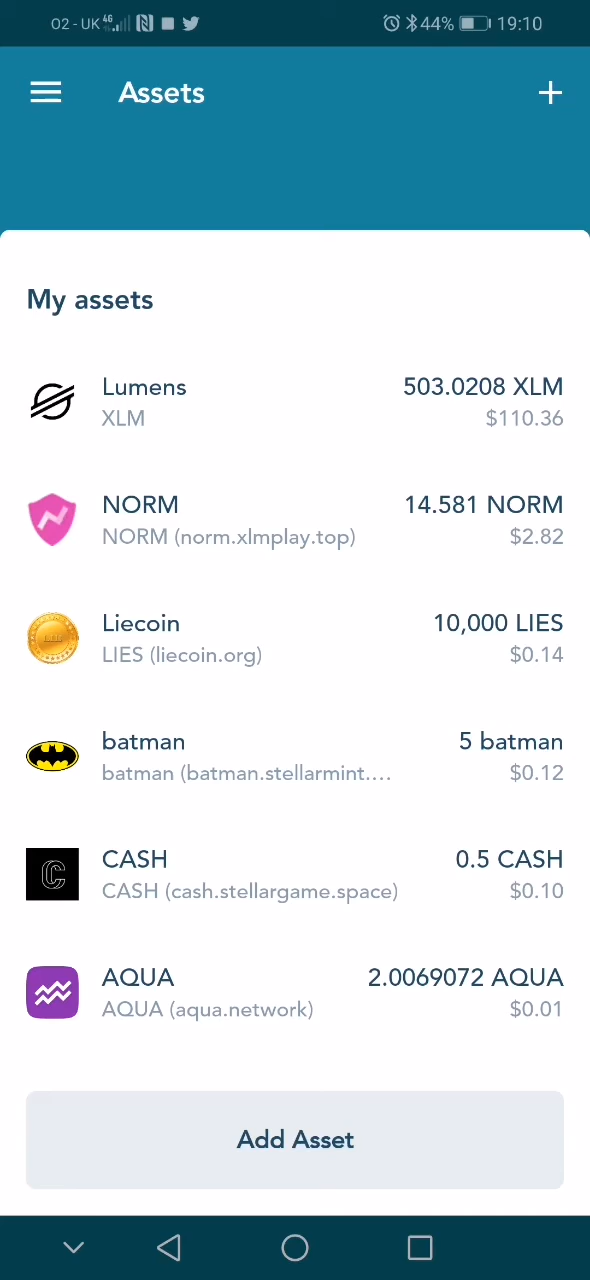 O2 - UK 4G 44% 19:10
Assets
My assets
Lumens 503.0208 XLM
XLM $110.36
NORM 14.581 NORM
NORM (norm.xlmplay.top) $2.82
Liecoin 10,000 LIES
LIES (liecoin.org) $0.14
batman 5 batman
batman (batman.stellarmint.... $0.12
CASH 0.5 CASH
CASH (cash.stellargame.space) $0.10
AQUA 2.0069072 AQUA
AQUA (aqua.network) $0.01
Add Asset